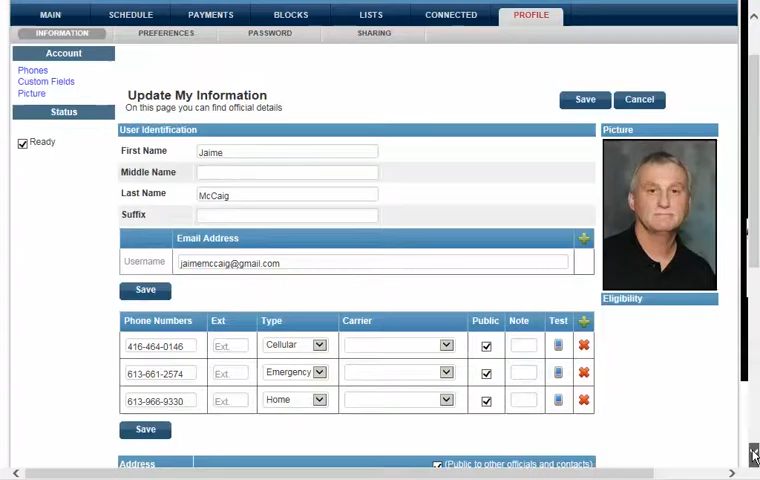 MAIN SCHEDULE PAYMENTS BLOCKS LISTS CONNECTED PROFILE
INFORMATION PREFERENCES PASSWORD SHARING
Account
Phones
Custom Fields
Picture
Status
Ready
Update My Information
On this page you can find official details
Save Cancel
User Identification
First Name Jaime
Middle Name
Last Name McCaig
Suffix
Email Address
Username jaimemccaig@gmail.com
Save
Phone Numbers Ext Type Carrier Public Note Test
416-464-0146 Ext. Cellular
613-661-2574 Ext. Emergency
613-966-9330 Ext. Home
Save
Address (Public to other officials and contacts)
Picture
Eligibility